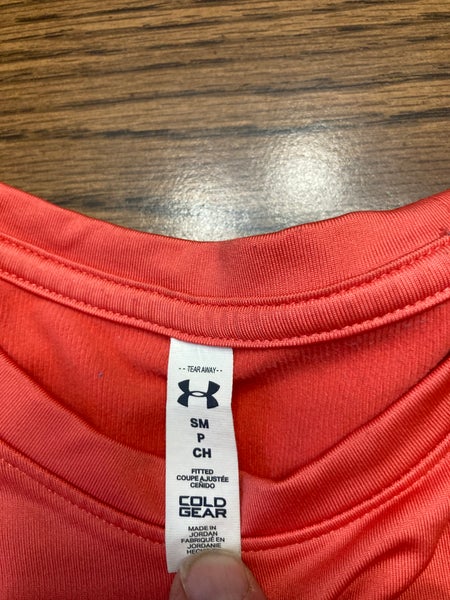 - - TEAR AWAY - -
SM
P
CH
FITTED
COUPE AJUSTÉE
CEÑIDO
COLD
GEAR
MADE IN
JORDAN
FABRIQUÉ EN
JORDANIE